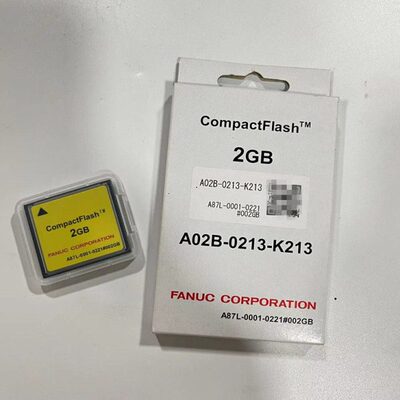 CompactFlash™
2GB
A02B-0213-K213
A87L-0001-0221
#002GB
A02B-0213-K213
FANUC CORPORATION
A87L-0001-0221#002GB
CompactFlash™
2GB
FANUC CORPORATION
A87L-0001-0221#002GB